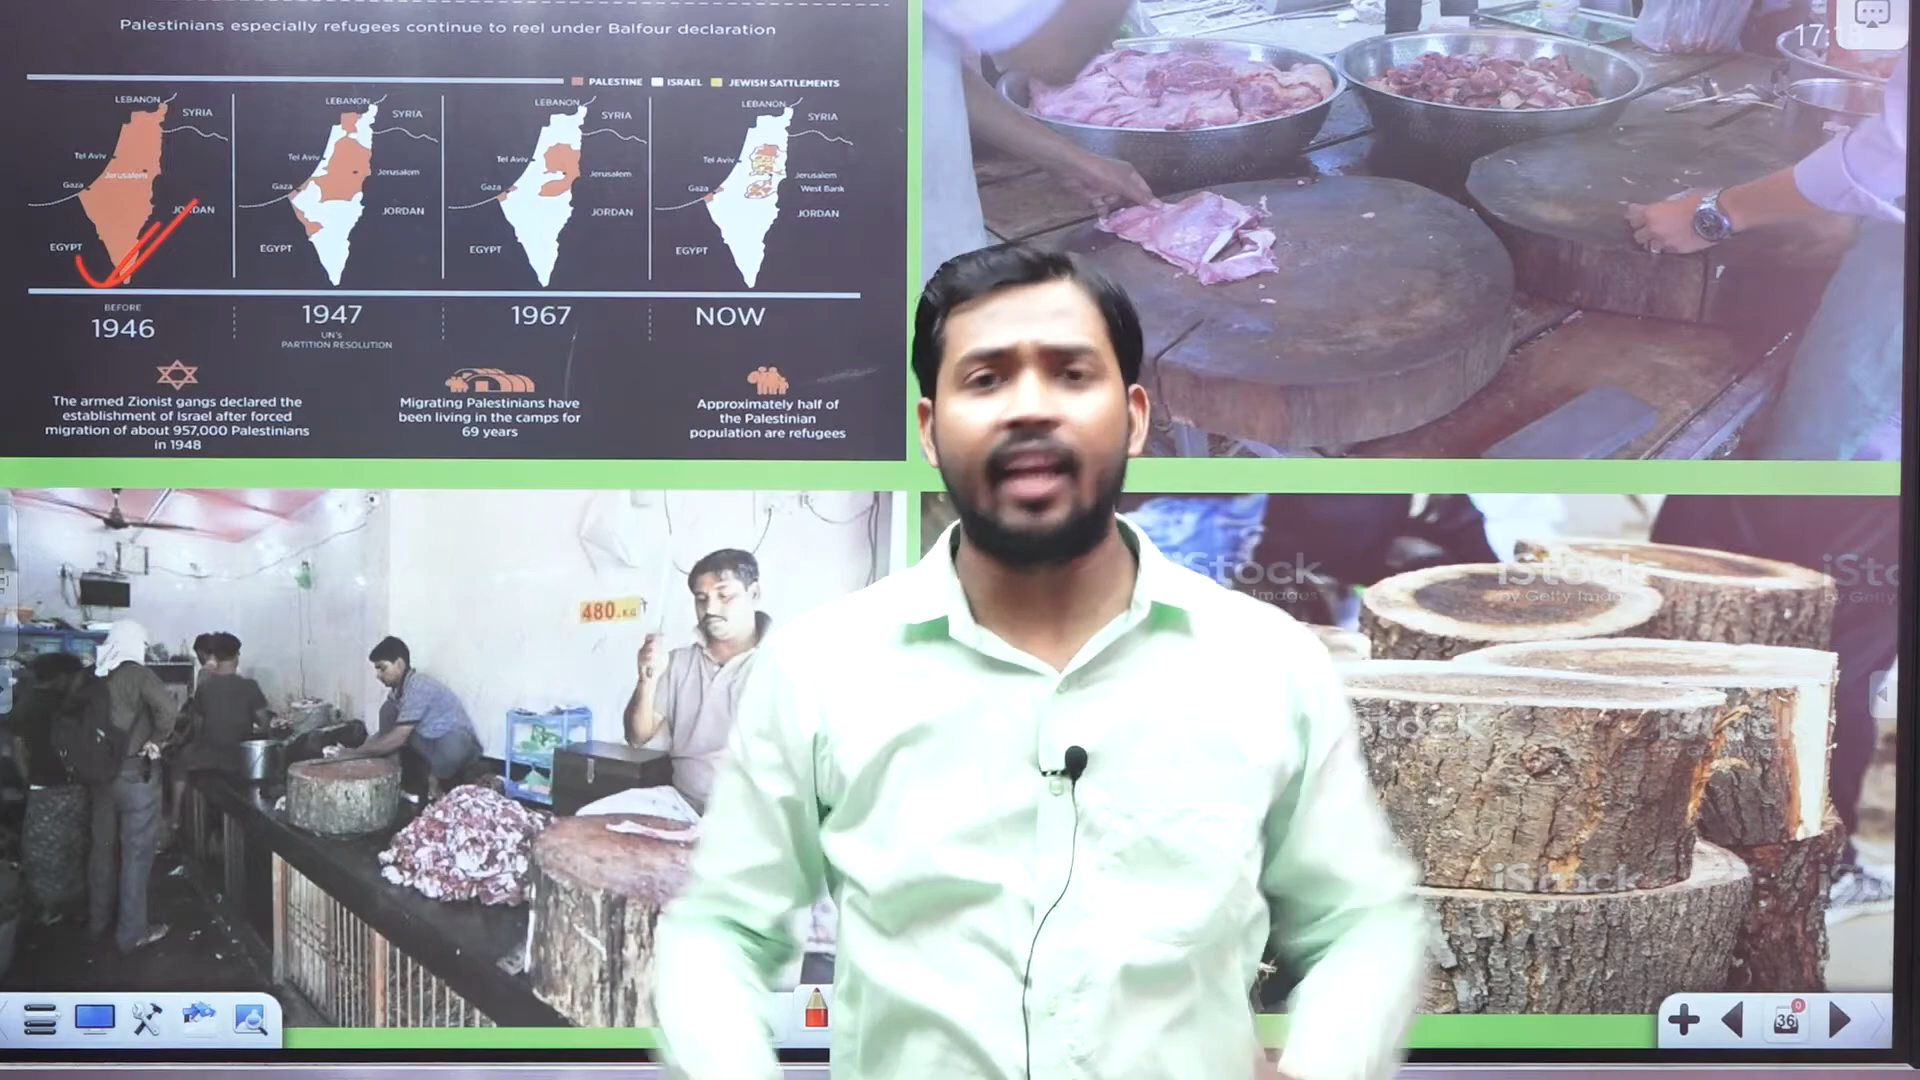 Palestinians especially refugees continue to reel under Balfour declaration
PALESTINE ISRAEL JEWISH SATTLEMENTS
LEBANON
SYRIA
Tel Aviv
Jerusalem
Gaza
JORDAN
EGYPT
LEBANON
SYRIA
Tel Aviv
Jerusalem
Gaza
JORDAN
EGYPT
LEBANON
SYRIA
Tel Aviv
Jerusalem
Gaza
JORDAN
EGYPT
LEBANON
SYRIA
Tel Aviv
Jerusalem
West Bank
Gaza
JORDAN
EGYPT
BEFORE
1946
1947
UN's
PARTITION RESOLUTION
1967
NOW
The armed Zionist gangs declared the
establishment of Israel after forced
migration of about 957,000 Palestinians
in 1948
Migrating Palestinians have
been living in the camps for
69 years
Approximately half of
the Palestinian
population are refugees
480.KG
iStock
by Getty Images
iStock
iStock
36
0